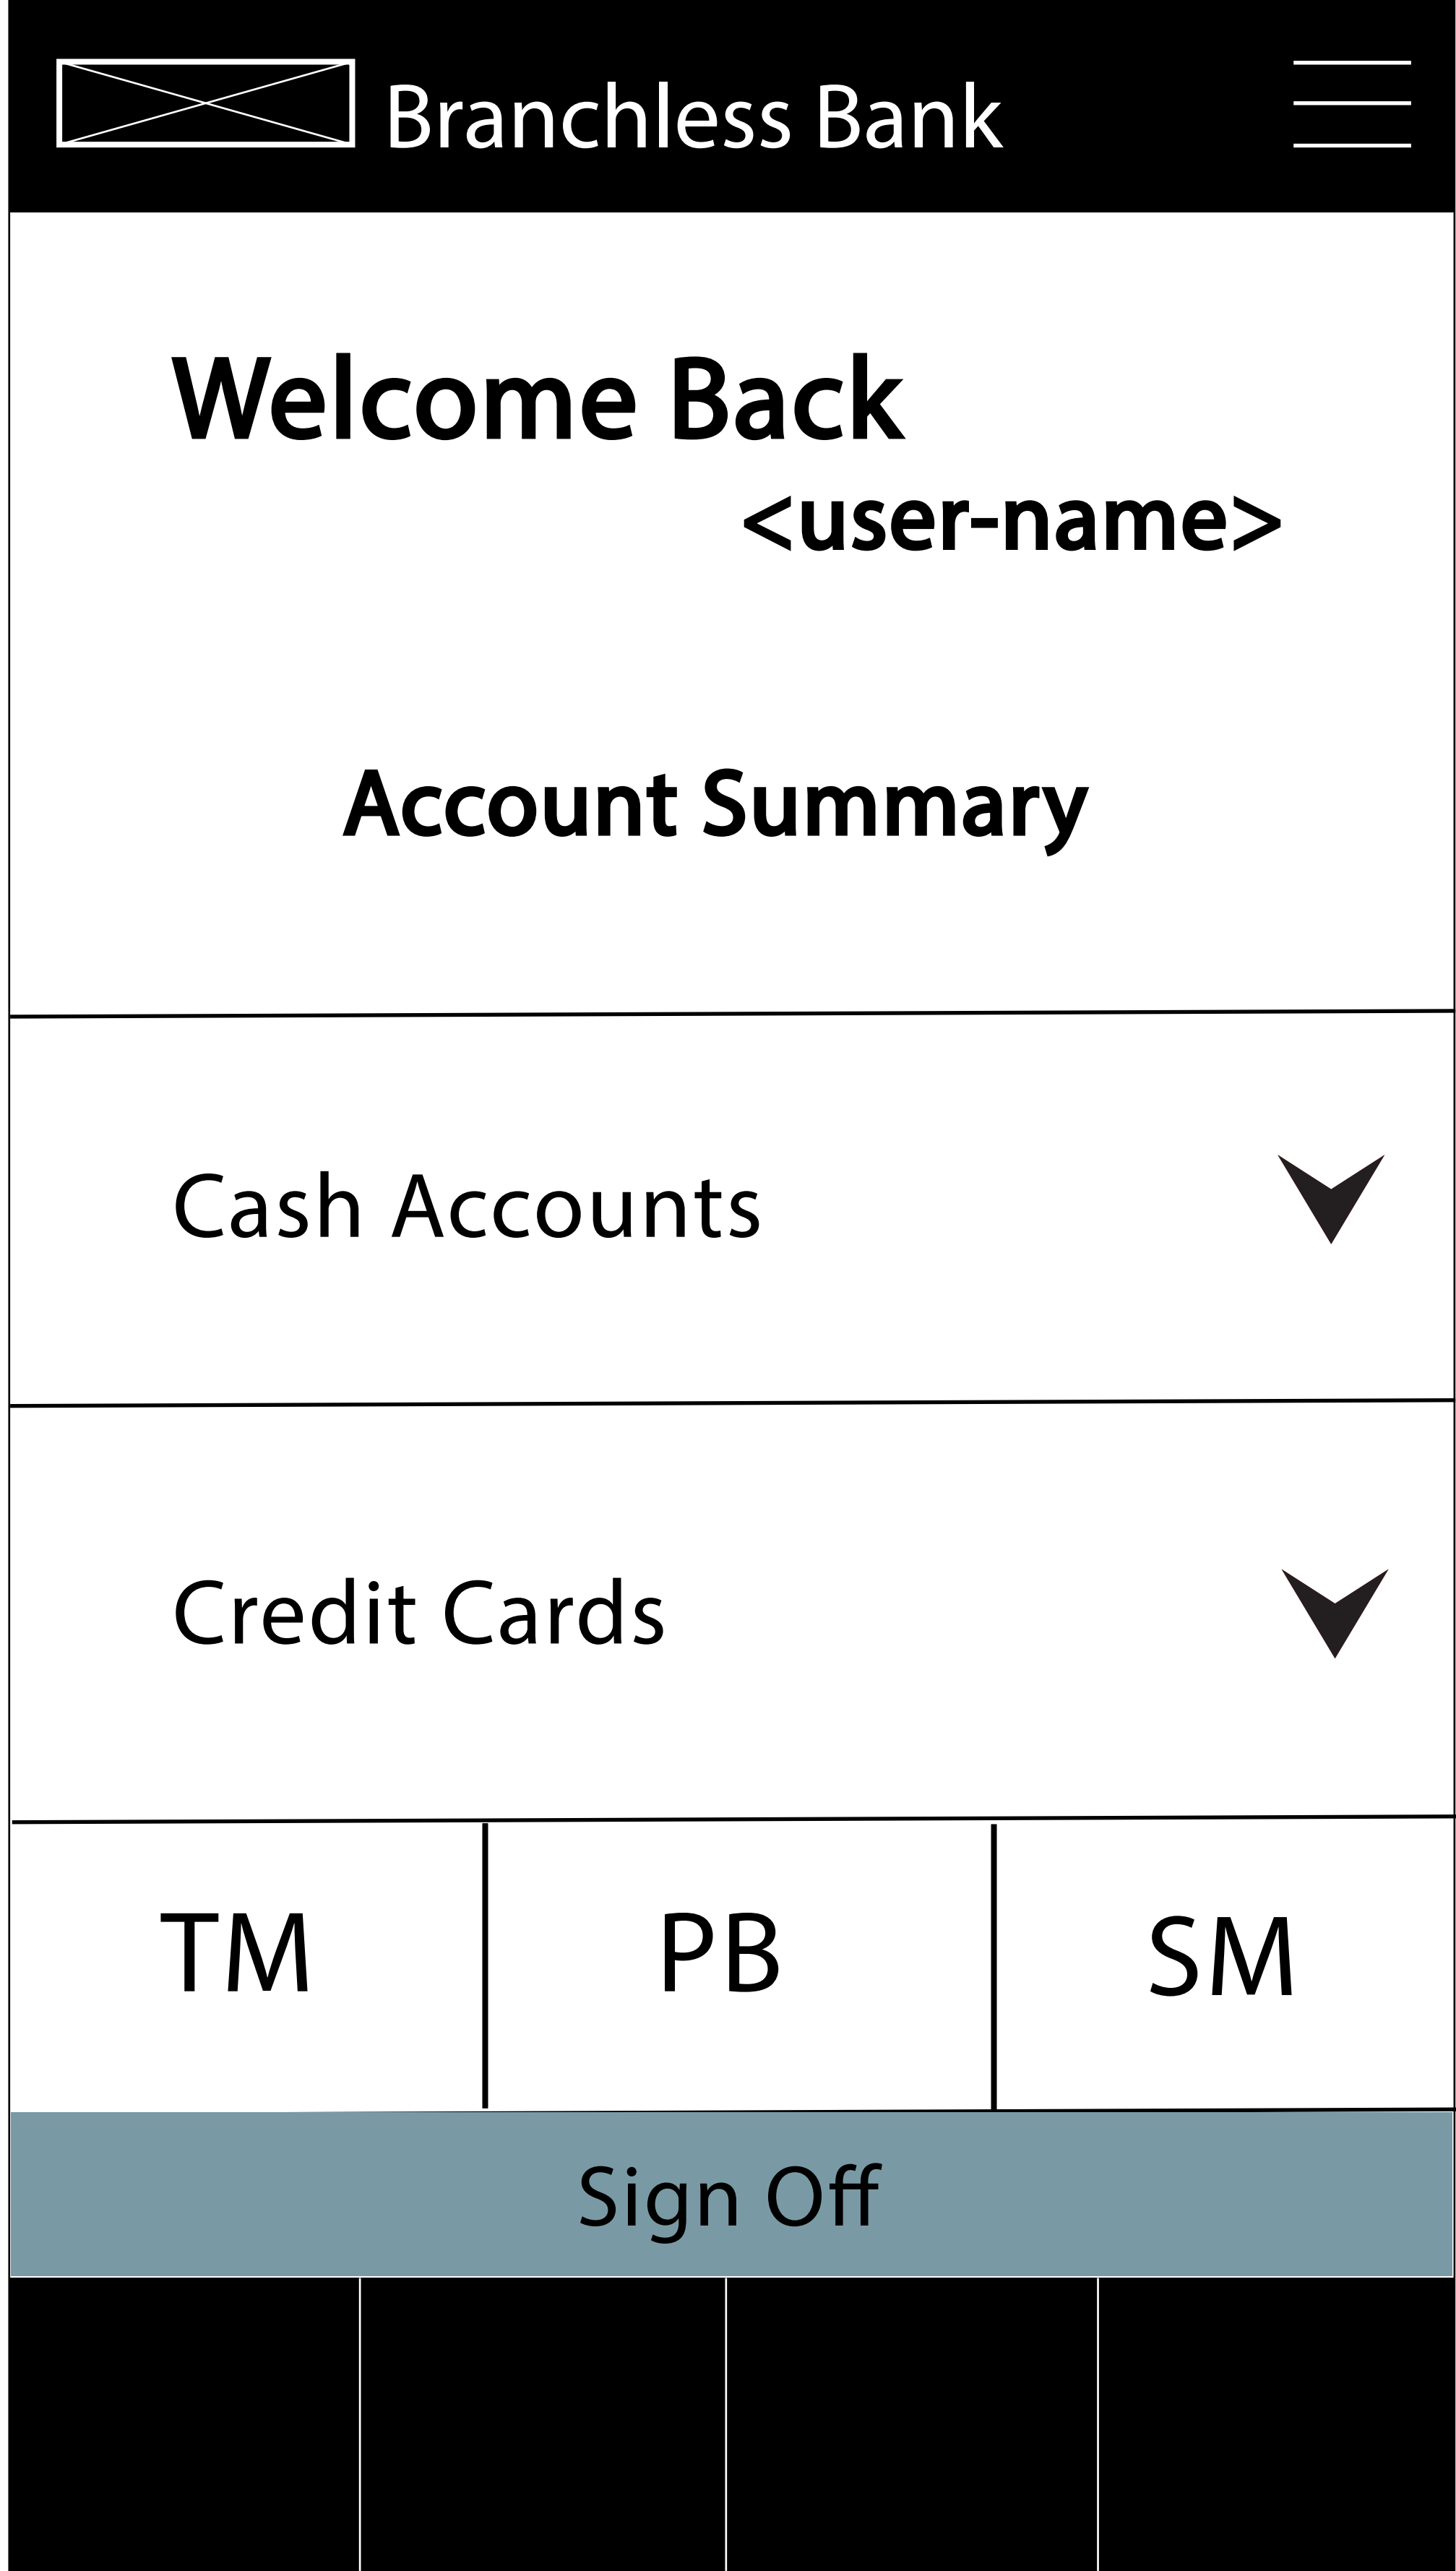 Branchless Bank
Welcome Back
<user-name>
Account Summary
Cash Accounts
Credit Cards
TM PB SM
Sign Off